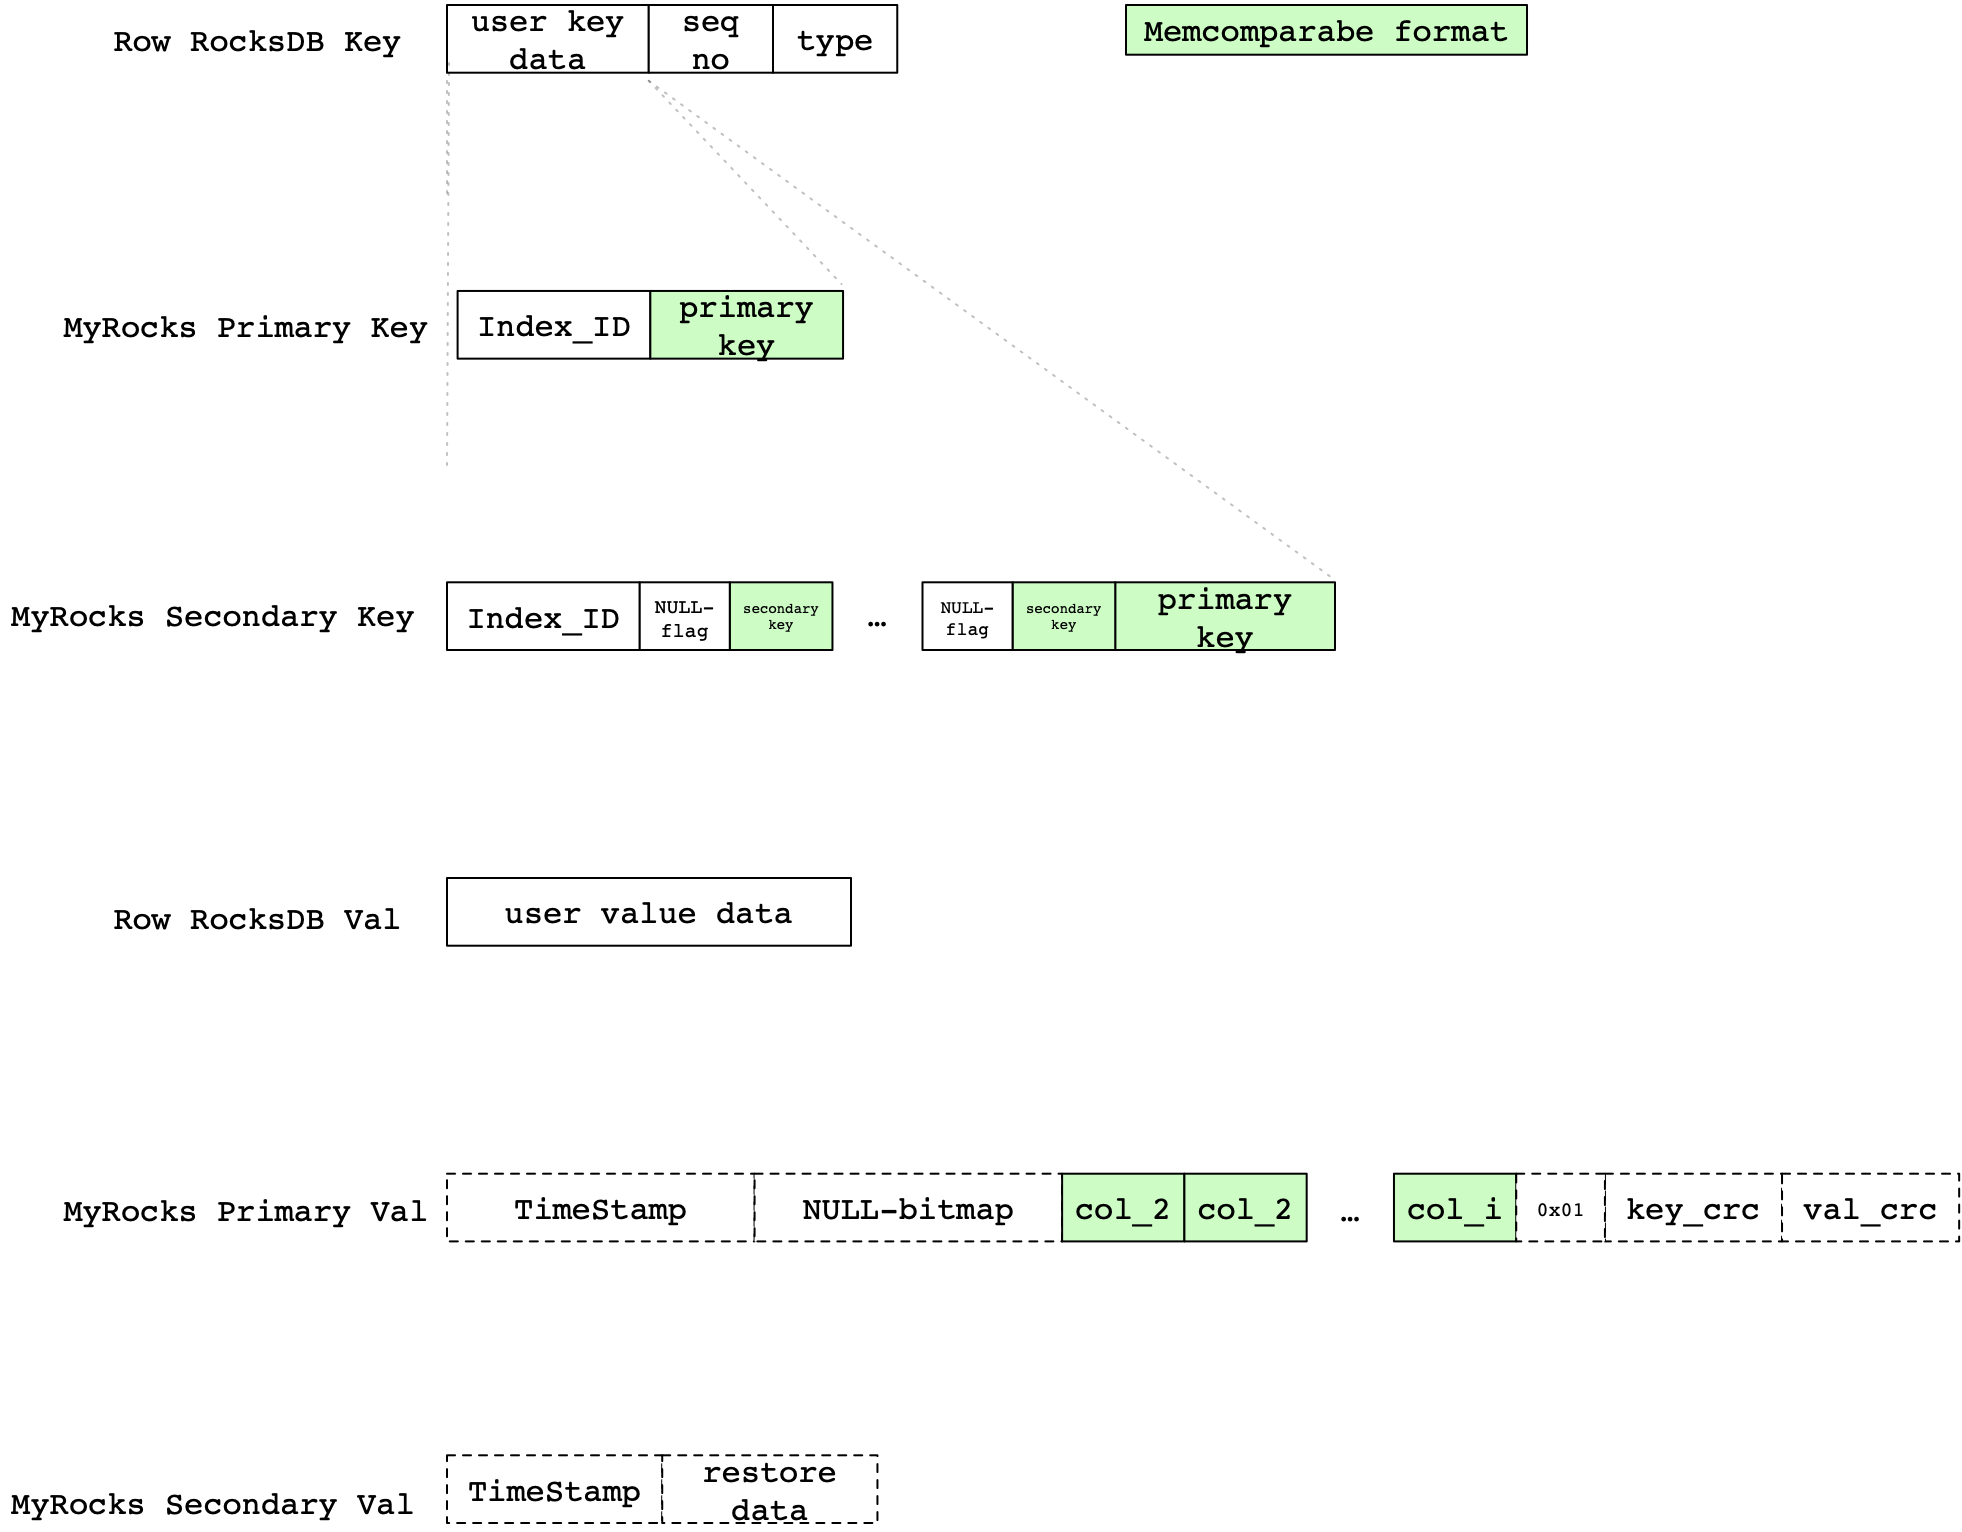 Row RocksDB Key
user key
data
seq
no
type
Memcomparabe format
MyRocks Primary Key
Index_ID
primary
key
MyRocks Secondary Key
Index_ID
NULL-
flag
secondary
key
…
NULL-
flag
secondary
key
primary
key
Row RocksDB Val
user value data
MyRocks Primary Val
TimeStamp
NULL-bitmap
col_2
col_2
…
col_i
0x01
key_crc
val_crc
MyRocks Secondary Val
TimeStamp
restore
data